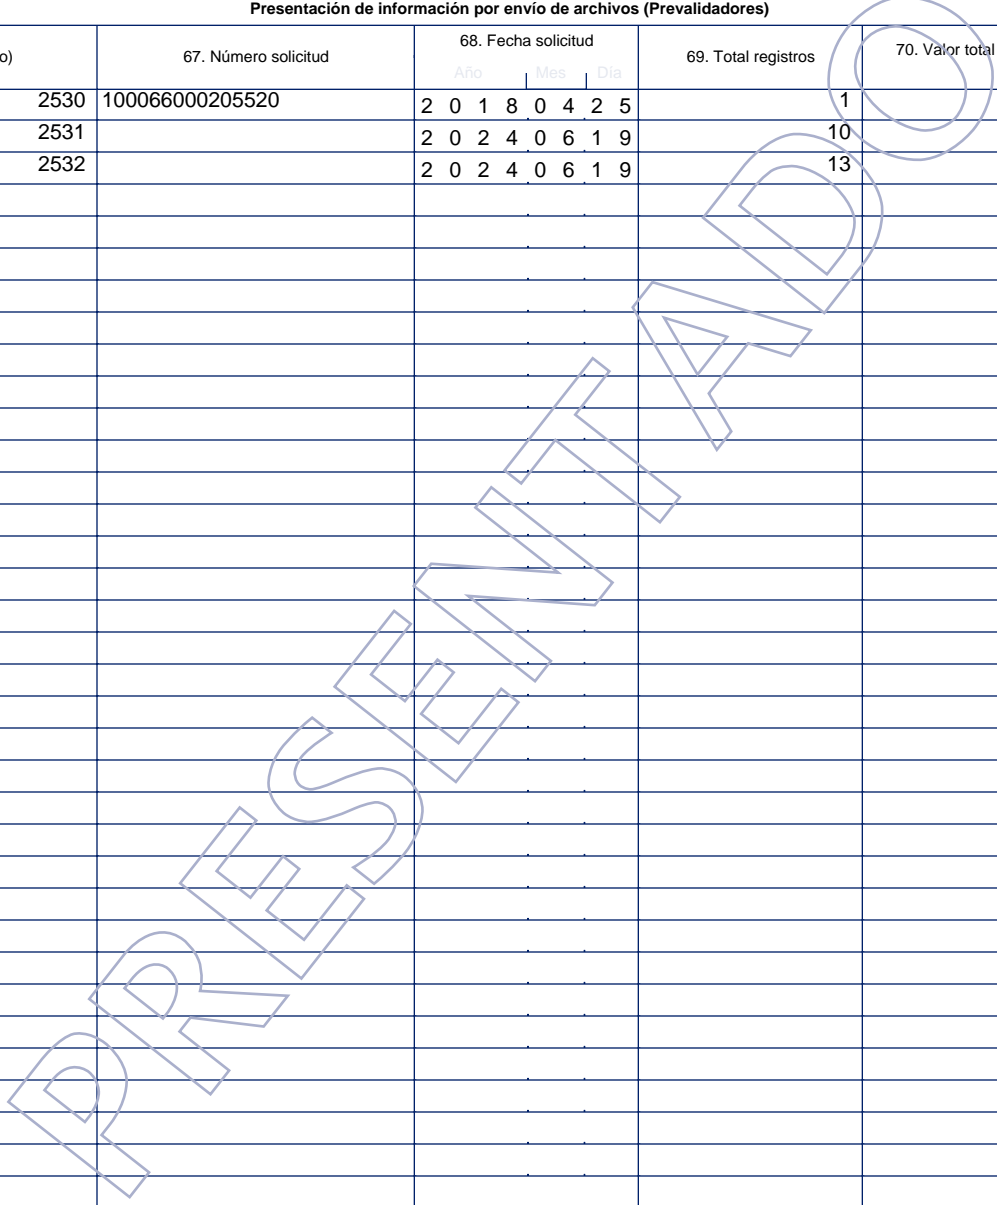 Presentación de información por envío de archivos (Prevalidadores)
o) 67. Número solicitud 68. Fecha solicitud 69. Total registros 70. Valor total
Año Mes Día
2530 100066000205520 2 0 1 8 0 4 2 5 1
2531 2 0 2 4 0 6 1 9 10
2532 2 0 2 4 0 6 1 9 13
PRESENTADO